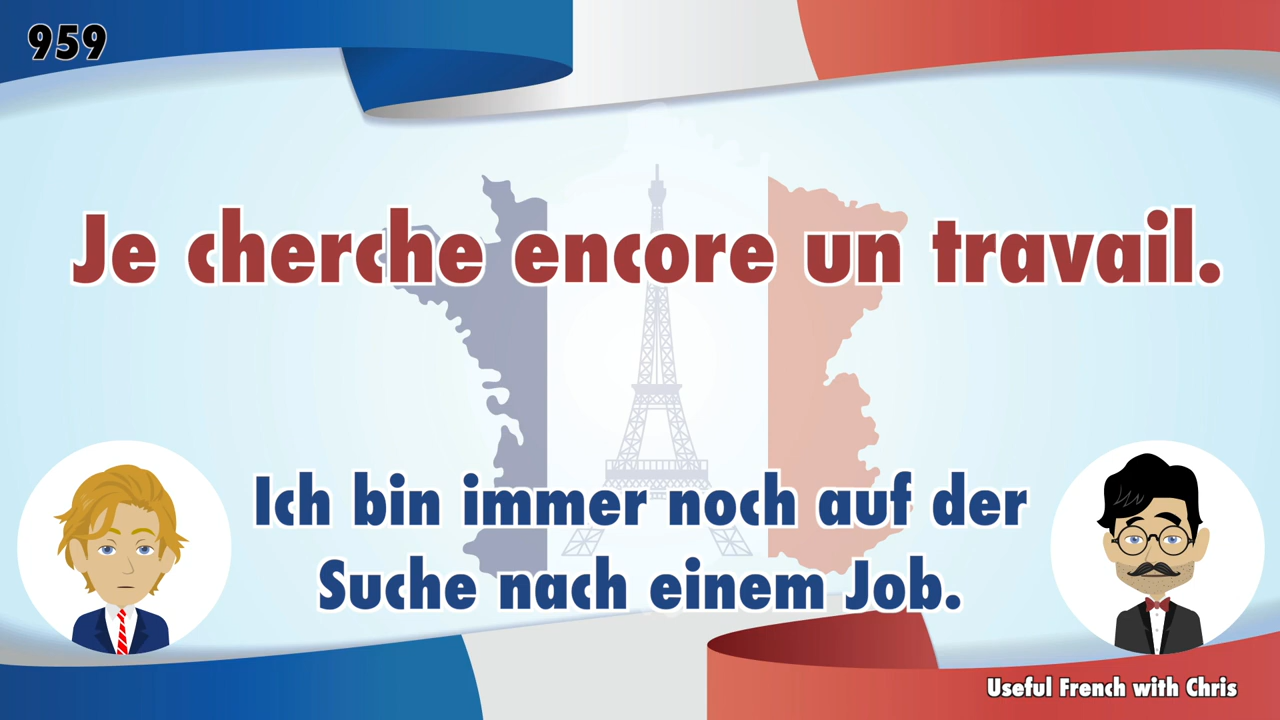 959
Je cherche encore un travail.
Ich bin immer noch auf der
Suche nach einem Job.
Useful French with Chris